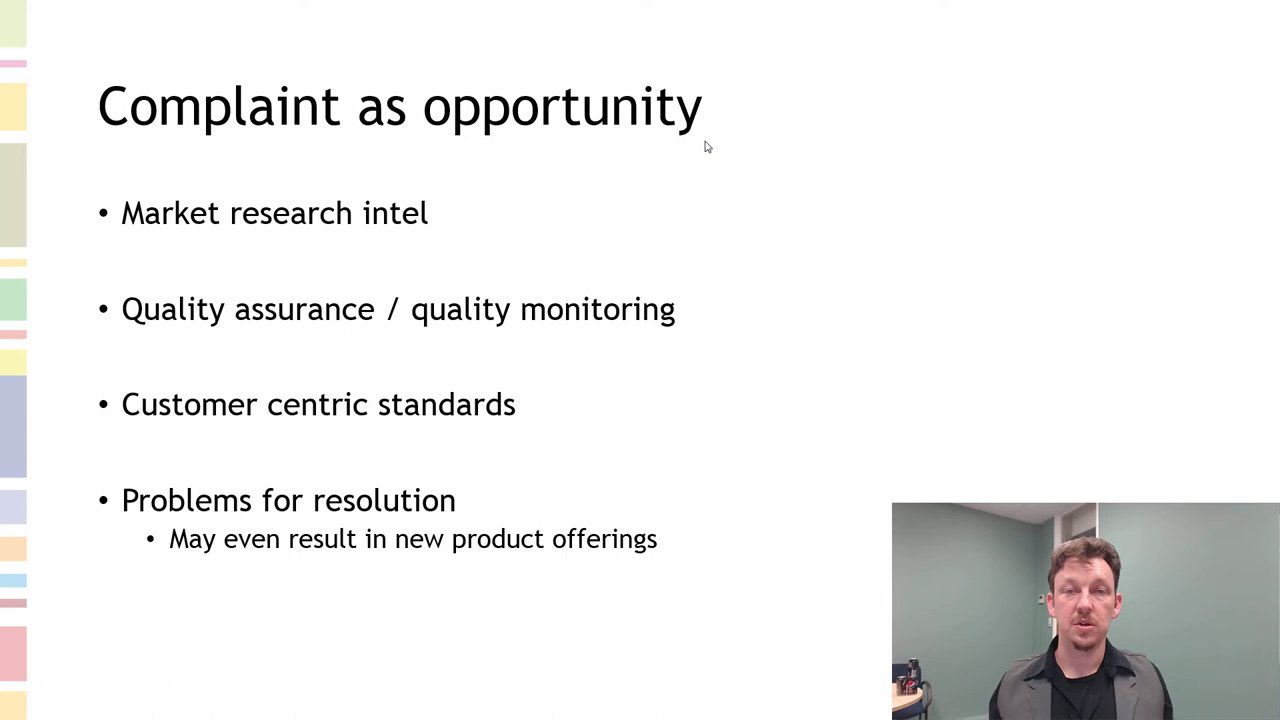 Complaint as opportunity
• Market research intel
• Quality assurance / quality monitoring
• Customer centric standards
• Problems for resolution
• May even result in new product offerings